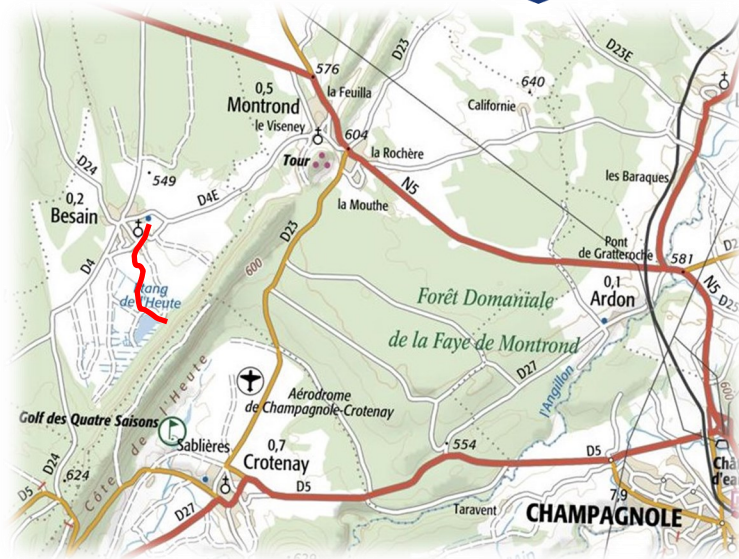 D23
D23E
576
640
0,5
la Feuilla
Montrond
Californie
le Viseney
604
Tour
la Rochère
D24
549
D4E
N5
les Baraques
0,2
Besain
la Mouthe
D23
Pont
de Gratteroche
581
D4
600
0,1
Ardon
N5
D25
de l'Heute
Forêt Domaniale
de la Faye de Montrond
D27
l'Angillon
600
Aérodrome
de Champagnole-Crotenay
Golf des Quatre Saisons
Sablières
0,7
Crotenay
554
D5
D24
624
D5
Côte de l'Heute
D5
D27
Taravent
7,9
CHAMPAGNOLE